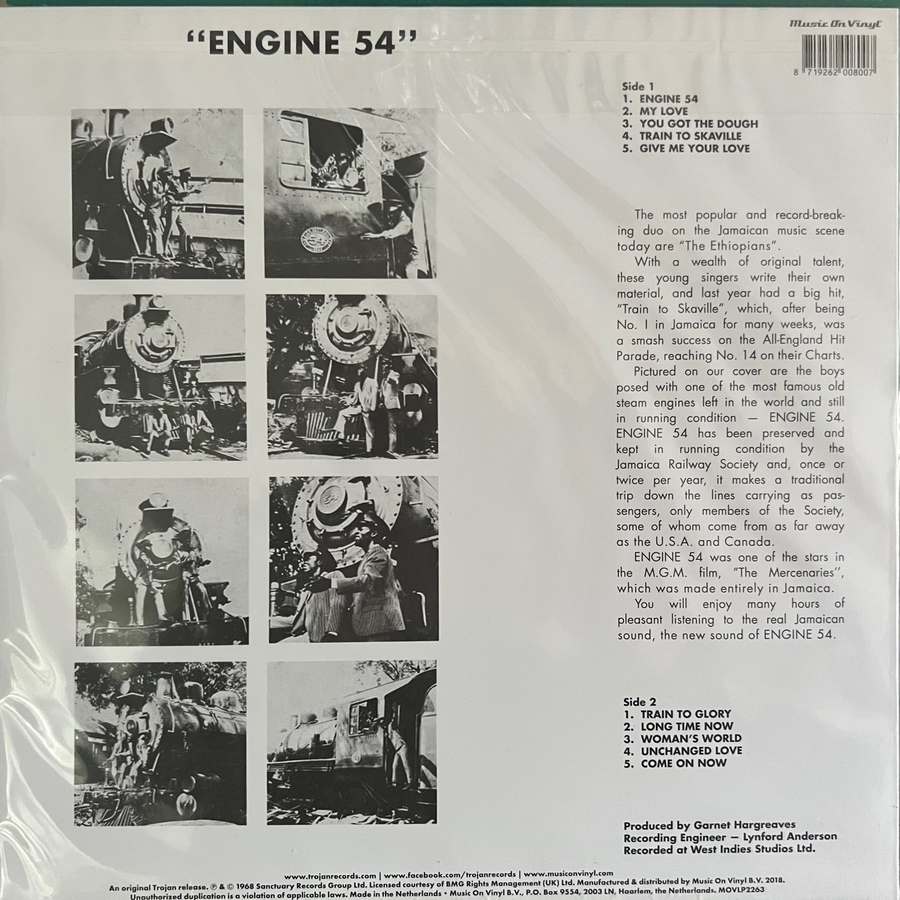 "ENGINE 54"
Music On Vinyl
8 719262 008007
Side 1
1. ENGINE 54
2. MY LOVE
3. YOU GOT THE DOUGH
4. TRAIN TO SKAVILLE
5. GIVE ME YOUR LOVE
The most popular and record-break-
ing duo on the Jamaican music scene
today are "The Ethiopians".
With a wealth of original talent,
these young singers write their own
material, and last year had a big hit,
"Train to Skaville", which, after being
No. 1 in Jamaica for many weeks, was
a smash success on the All-England Hit
Parade, reaching No. 14 on their Charts.
Pictured on our cover are the boys
posed with one of the most famous old
steam engines left in the world and still
in running condition — ENGINE 54.
ENGINE 54 has been preserved and
kept in running condition by the
Jamaica Railway Society and, once or
twice per year, it makes a traditional
trip down the lines carrying as pas-
sengers, only members of the Society,
some of whom come from as far away
as the U.S.A. and Canada.
ENGINE 54 was one of the stars in
the M.G.M. film, "The Mercenaries",
which was made entirely in Jamaica.
You will enjoy many hours of
pleasant listening to the real Jamaican
sound, the new sound of ENGINE 54.
Side 2
1. TRAIN TO GLORY
2. LONG TIME NOW
3. WOMAN'S WORLD
4. UNCHANGED LOVE
5. COME ON NOW
Produced by Garnet Hargreaves
Recording Engineer – Lynford Anderson
Recorded at West Indies Studios Ltd.
www.trojanrecords.com | www.facebook.com/trojanrecords | www.musiconvinyl.com
An original Trojan release. ℗ & © 1968 Sanctuary Records Group Ltd. Licensed courtesy of BMG Rights Management (UK) Ltd. Manufactured & distributed by Music On Vinyl B.V. 2018.
Unauthorized duplication is a violation of applicable laws. Made in the Netherlands • Music On Vinyl B.V., P.O. Box 9554, 2003 LN, Haarlem, the Netherlands. MOVLP2263